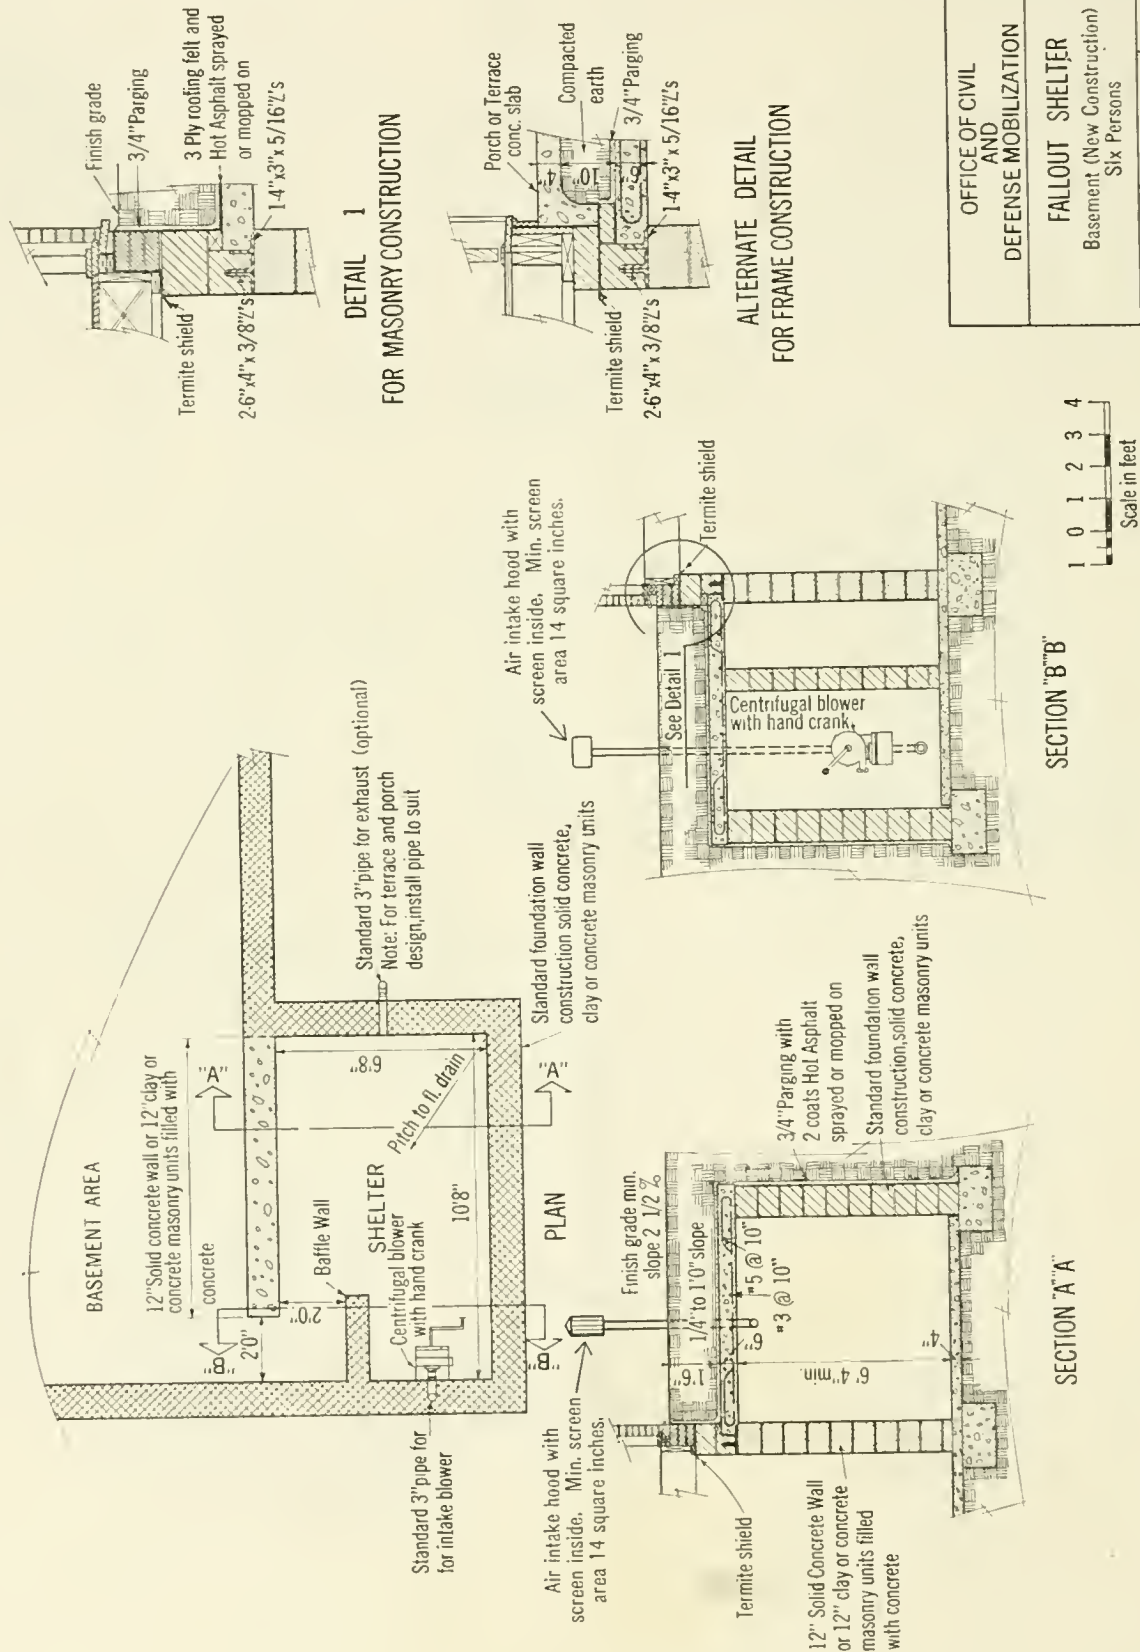 BASEMENT AREA
12"Solid concrete wall or 12"clay or
concrete masonry units filled with
concrete
2'0"
2'0"
"B"
"A"
Baffle Wall
SHELTER
Centrifugal blower
with hand crank
6'8"
Pitch to fl. drain
10'8"
"B"
"A"
Standard 3"pipe for
for intake blower
Standard 3"pipe for exhaust (optional)
Note: For terrace and porch
design,install pipe to suit
Standard foundation wall
construction solid concrete,
clay or concrete masonry units
PLAN
Finish grade
3/4"Parging
3 Ply roofing felt and
Hot Asphalt sprayed
or mopped on
1-4"x3"x 5/16"L's
Termite shield
2-6"x4"x 3/8"L's
DETAIL 1
FOR MASONRY CONSTRUCTION
Porch or Terrace
conc. slab
Compacted
earth
3/4"Parging
4"
10"
6"
1-4"x3"x 5/16"L's
Termite shield
2-6"x4"x 3/8"L's
ALTERNATE DETAIL
FOR FRAME CONSTRUCTION
Air intake hood with
screen inside. Min. screen
area 14 square inches.
Termite shield
12" Solid Concrete Wall
or 12" clay or concrete
masonry units filled
with concrete
Finish grade min.
slope 2 1/2 %
1/4" to 1'0" slope
1'6"
6"
#5 @ 10"
#3 @ 10"
6'4" min.
4"
3/4"Parging with
2 coats Hot Asphalt
sprayed or mopped on
Standard foundation wall
construction,solid concrete,
clay or concrete masonry units
SECTION "A""A"
Air intake hood with
screen inside. Min. screen
area 14 square inches.
See Detail 1
Centrifugal blower
with hand crank
Termite shield
SECTION "B""B"
1 0 1 2 3 4
Scale in feet
OFFICE OF CIVIL
AND
DEFENSE MOBILIZATION
FALLOUT SHELTER
Basement (New Construction)
Six Persons